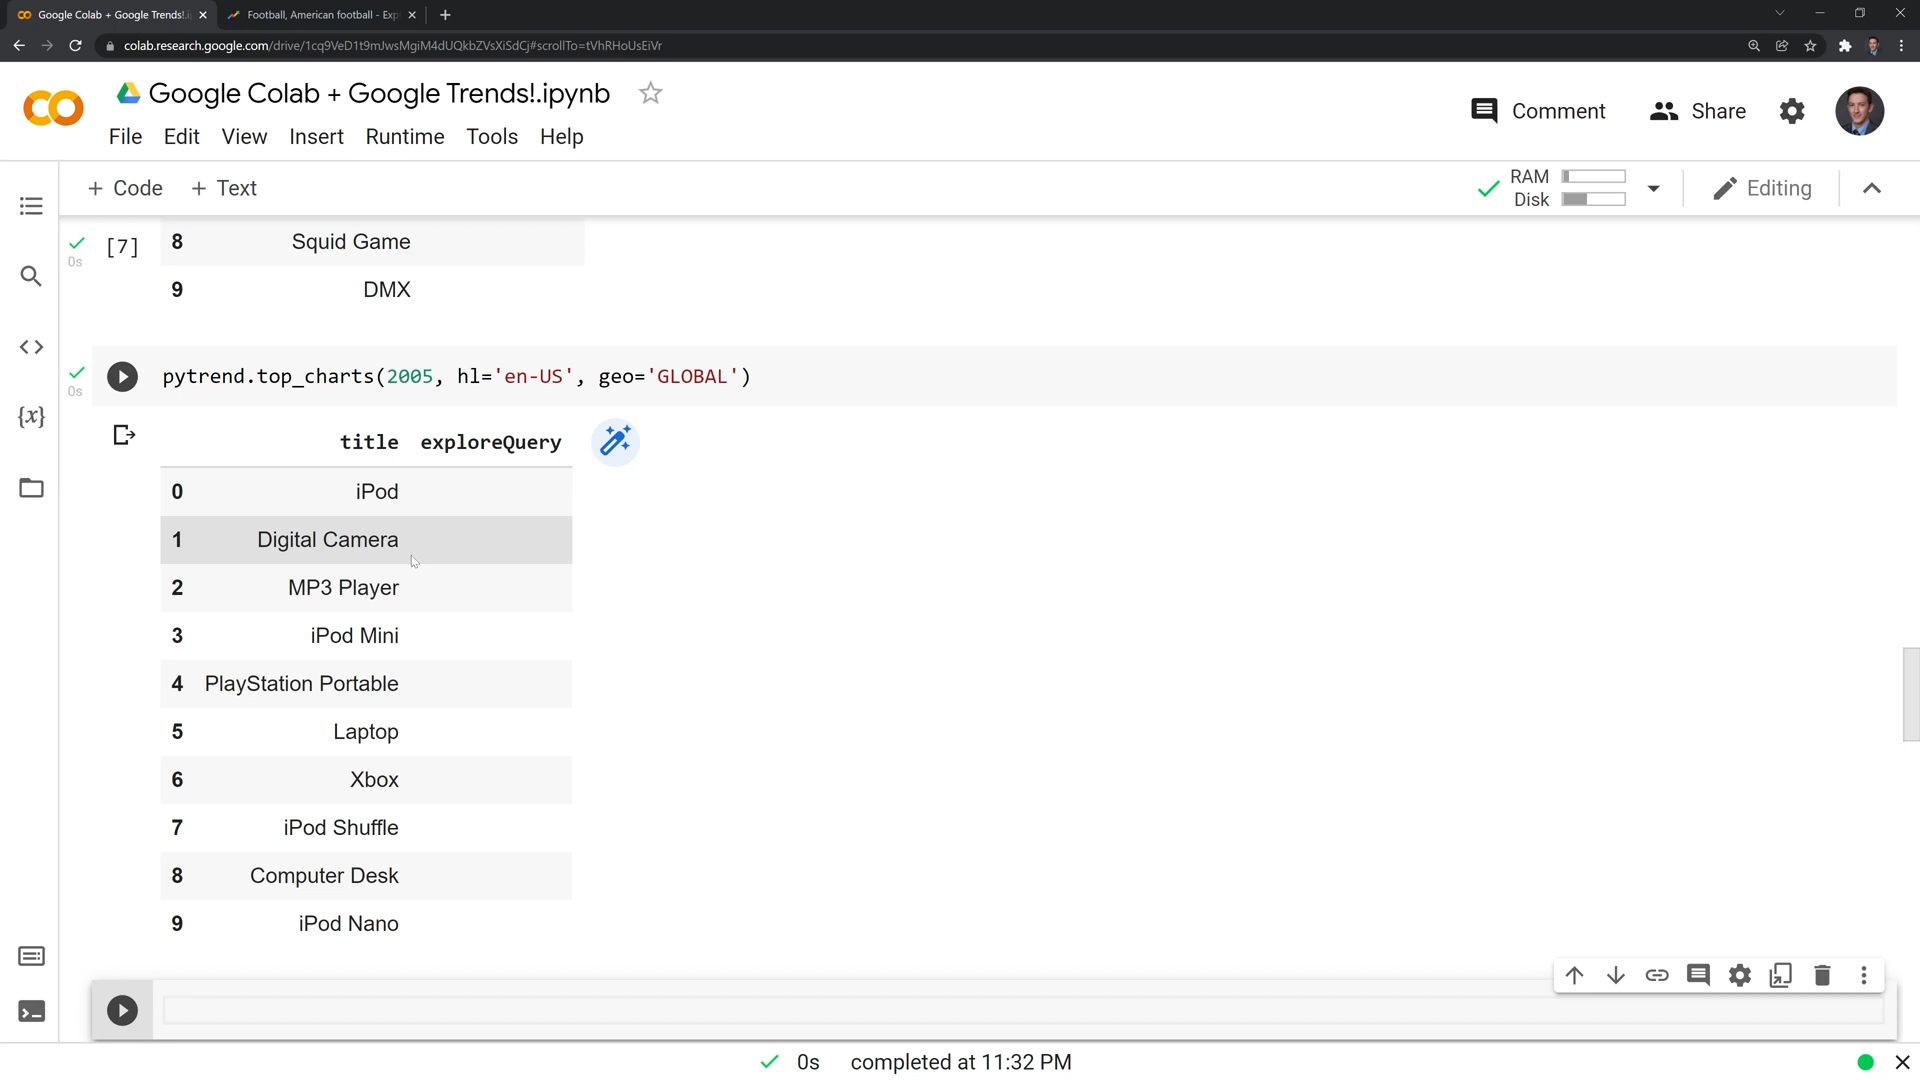 Google Colab + Google Trends!.i
Football, American football - Exp
colab.research.google.com/drive/1cq9VeD1t9mJwsMgiM4dUQkbZVsXiSdCj#scrollTo=tVhRHoUsEiVr
Google Colab + Google Trends!.ipynb
Comment
Share
File Edit View Insert Runtime Tools Help
+ Code + Text
RAM
Disk
Editing
0s
[7]
8 Squid Game
9 DMX
0s
pytrend.top_charts(2005, hl='en-US', geo='GLOBAL')
title exploreQuery
0 iPod
1 Digital Camera
2 MP3 Player
3 iPod Mini
4 PlayStation Portable
5 Laptop
6 Xbox
7 iPod Shuffle
8 Computer Desk
9 iPod Nano
0s completed at 11:32 PM